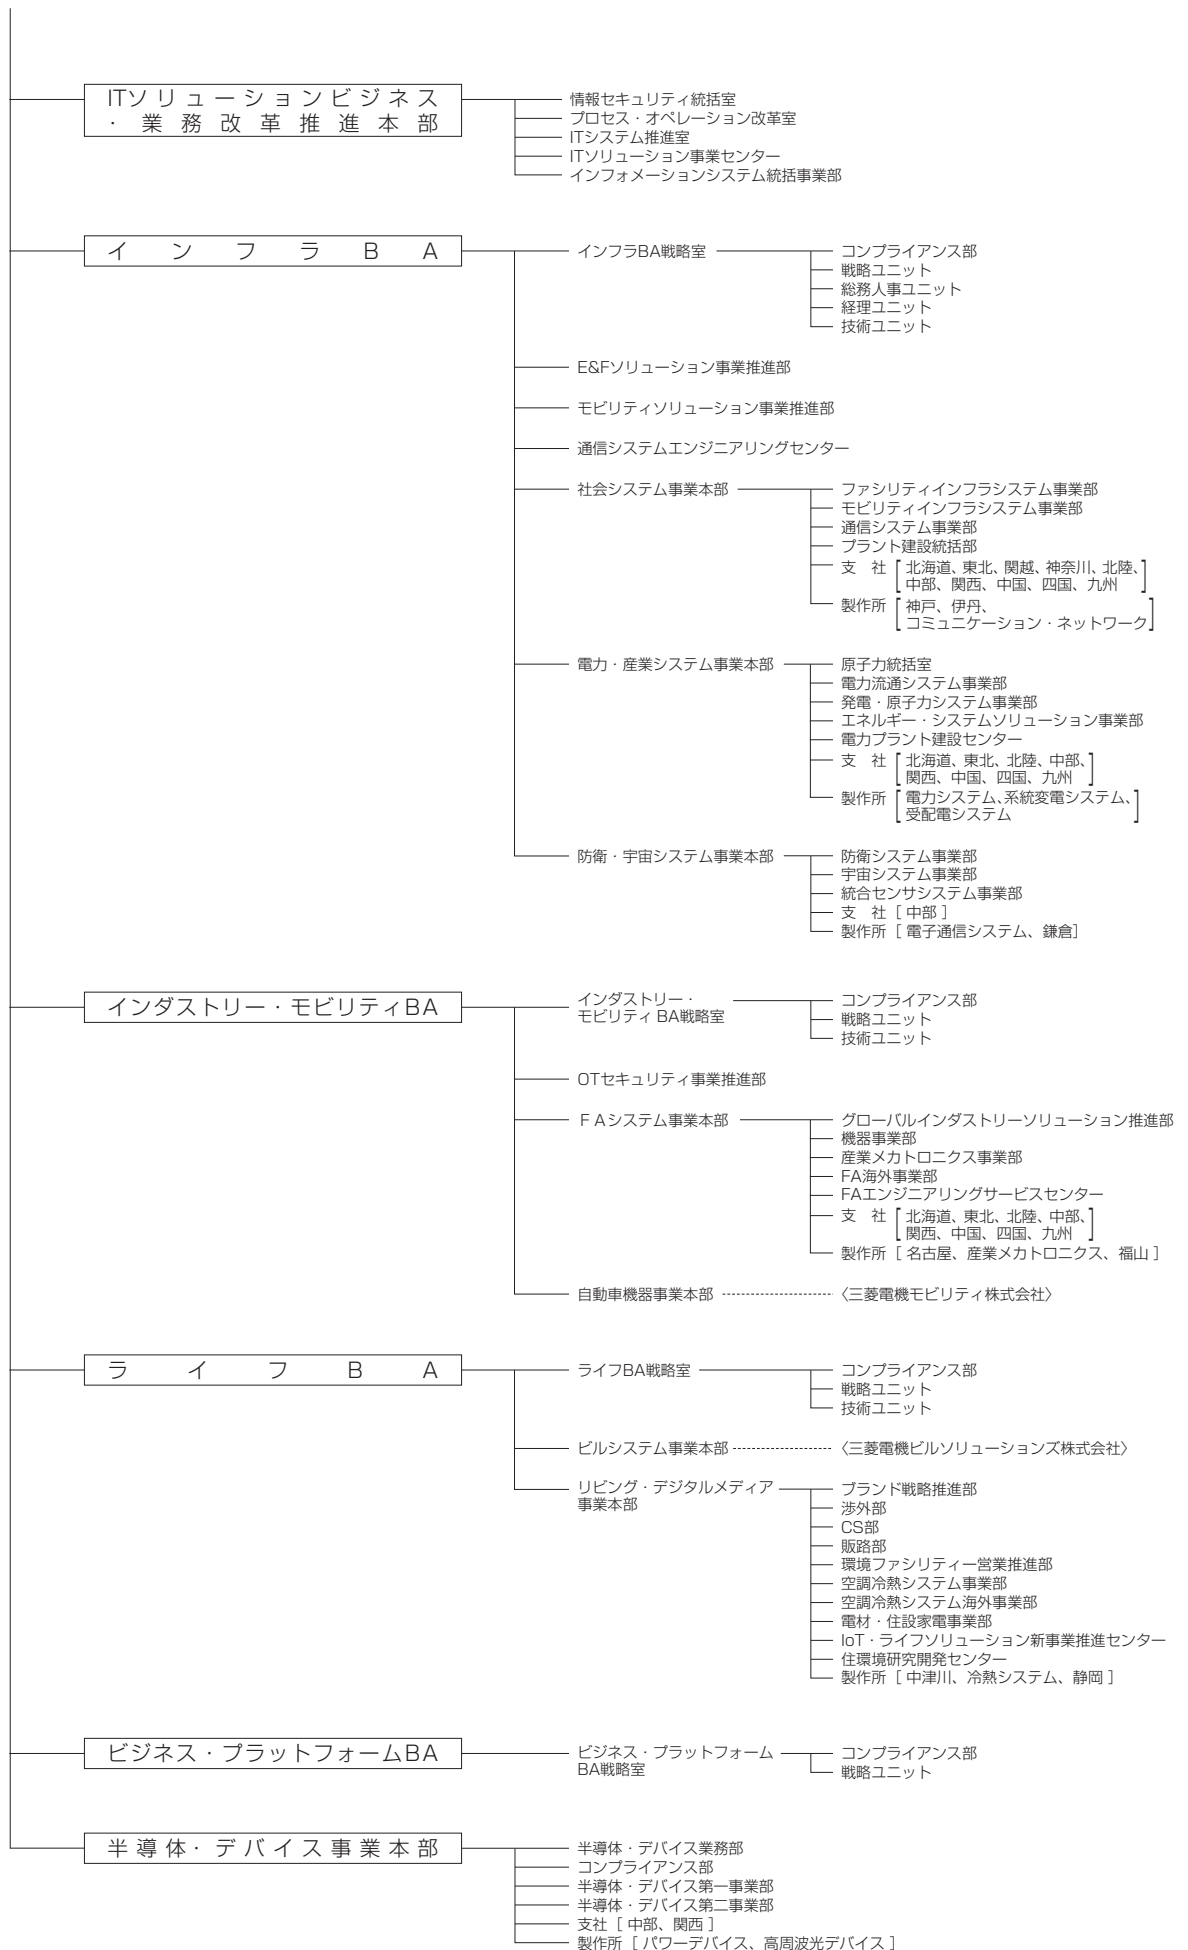 ITソリューションビジネス
・業務改革推進本部
情報セキュリティ統括室
プロセス・オペレーション改革室
ITシステム推進室
ITソリューション事業センター
インフォメーションシステム統括事業部
インフラBA
インフラBA戦略室
コンプライアンス部
戦略ユニット
総務人事ユニット
経理ユニット
技術ユニット
E&Fソリューション事業推進部
モビリティソリューション事業推進部
通信システムエンジニアリングセンター
社会システム事業本部
ファシリティインフラシステム事業部
モビリティインフラシステム事業部
通信システム事業部
プラント建設統括部
支　社［北海道、東北、関越、神奈川、北陸、
中部、関西、中国、四国、九州］
製作所［神戸、伊丹、
コミュニケーション・ネットワーク］
電力・産業システム事業本部
原子力統括室
電力流通システム事業部
発電・原子力システム事業部
エネルギー・システムソリューション事業部
電力プラント建設センター
支　社［北海道、東北、北陸、中部、
関西、中国、四国、九州］
製作所［電力システム、系統変電システム、
受配電システム］
防衛・宇宙システム事業本部
防衛システム事業部
宇宙システム事業部
統合センサシステム事業部
支　社［中部］
製作所［電子通信システム、鎌倉］
インダストリー・モビリティBA
インダストリー・
モビリティBA戦略室
コンプライアンス部
戦略ユニット
技術ユニット
OTセキュリティ事業推進部
ＦＡシステム事業本部
グローバルインダストリーソリューション推進部
機器事業部
産業メカトロニクス事業部
FA海外事業部
FAエンジニアリングサービスセンター
支　社［北海道、東北、北陸、中部、
関西、中国、四国、九州］
製作所［名古屋、産業メカトロニクス、福山］
自動車機器事業本部
〈三菱電機モビリティ株式会社〉
ライフBA
ライフBA戦略室
コンプライアンス部
戦略ユニット
技術ユニット
ビルシステム事業本部
〈三菱電機ビルソリューションズ株式会社〉
リビング・デジタルメディア
事業本部
ブランド戦略推進部
渉外部
CS部
販路部
環境ファシリティー営業推進部
空調冷熱システム事業部
空調冷熱システム海外事業部
電材・住設家電事業部
IoT・ライフソリューション新事業推進センター
住環境研究開発センター
製作所［中津川、冷熱システム、静岡］
ビジネス・プラットフォームBA
ビジネス・プラットフォーム
BA戦略室
コンプライアンス部
戦略ユニット
半導体・デバイス事業本部
半導体・デバイス業務部
コンプライアンス部
半導体・デバイス第一事業部
半導体・デバイス第二事業部
支社［中部、関西］
製作所［パワーデバイス、高周波光デバイス］